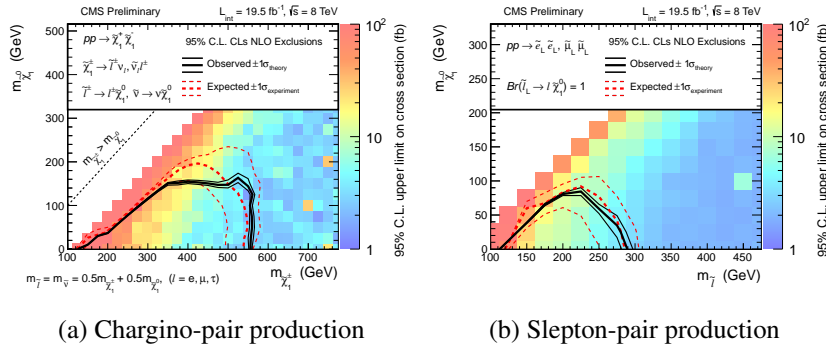 CMS Preliminary
L_int = 19.5 fb⁻¹, √s = 8 TeV
pp → χ̃₁⁺ χ̃₁⁻
χ̃₁± → l̃± ν_l, ν̃_l l±
l̃± → l± χ̃₁⁰, ν̃ → ν χ̃₁⁰
95% C.L. CLs NLO Exclusions
Observed ± 1σ_theory
Expected ± 1σ_experiment
m_χ̃₁± > m_χ̃₁⁰
m_χ̃₁⁰ (GeV)
500
400
300
200
100
0
100 200 300 400 500 600 700
m_χ̃₁± (GeV)
m_l̃ = m_ν̃ = 0.5m_χ̃₁± + 0.5m_χ̃₁⁰, (l = e, μ, τ)
10²
10
1
95% C.L. upper limit on cross section (fb)
(a) Chargino-pair production
CMS Preliminary
L_int = 19.5 fb⁻¹, √s = 8 TeV
pp → ẽ_L ẽ_L, μ̃_L μ̃_L
Br(l̃_L → l χ̃₁⁰) = 1
95% C.L. CLs NLO Exclusions
Observed ± 1σ_theory
Expected ± 1σ_experiment
m_χ̃₁⁰ (GeV)
300
250
200
150
100
50
0
100 150 200 250 300 350 400 450
m_l̃ (GeV)
10²
10
1
95% C.L. upper limit on cross section (fb)
(b) Slepton-pair production